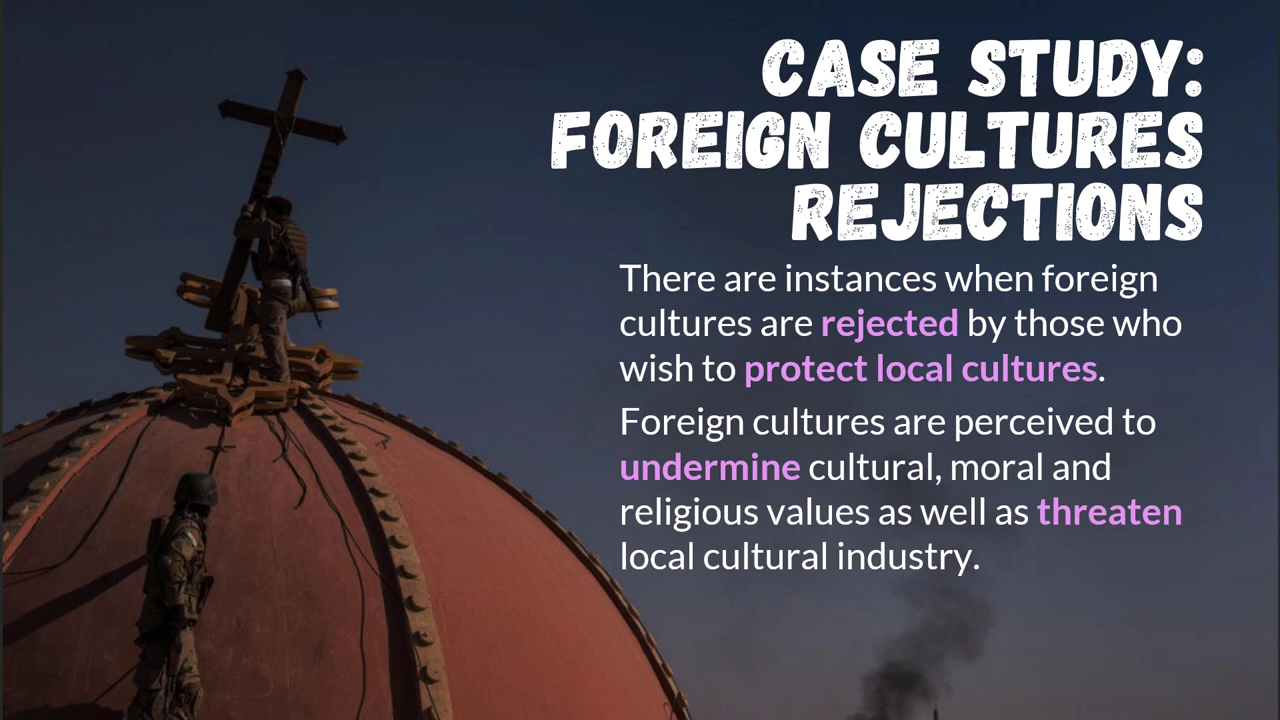 CASE STUDY:
FOREIGN CULTURES
REJECTIONS
There are instances when foreign
cultures are rejected by those who
wish to protect local cultures.
Foreign cultures are perceived to
undermine cultural, moral and
religious values as well as threaten
local cultural industry.